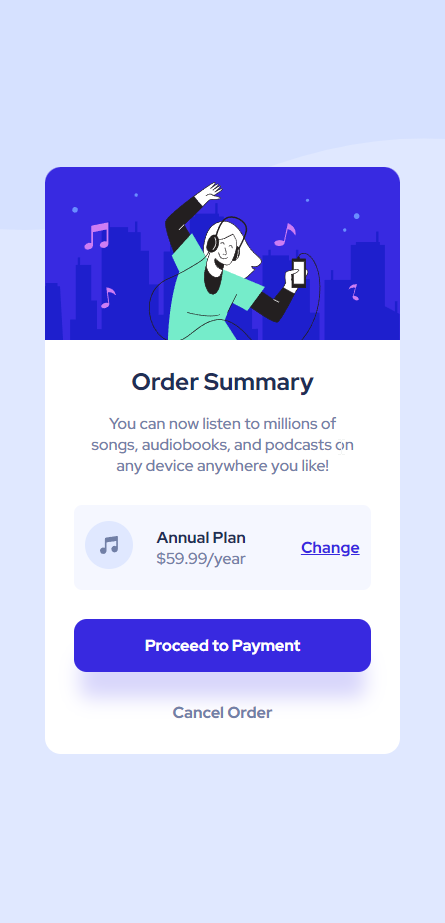 Order Summary
You can now listen to millions of
songs, audiobooks, and podcasts on
any device anywhere you like!
Annual Plan
$59.99/year
Change
Proceed to Payment
Cancel Order